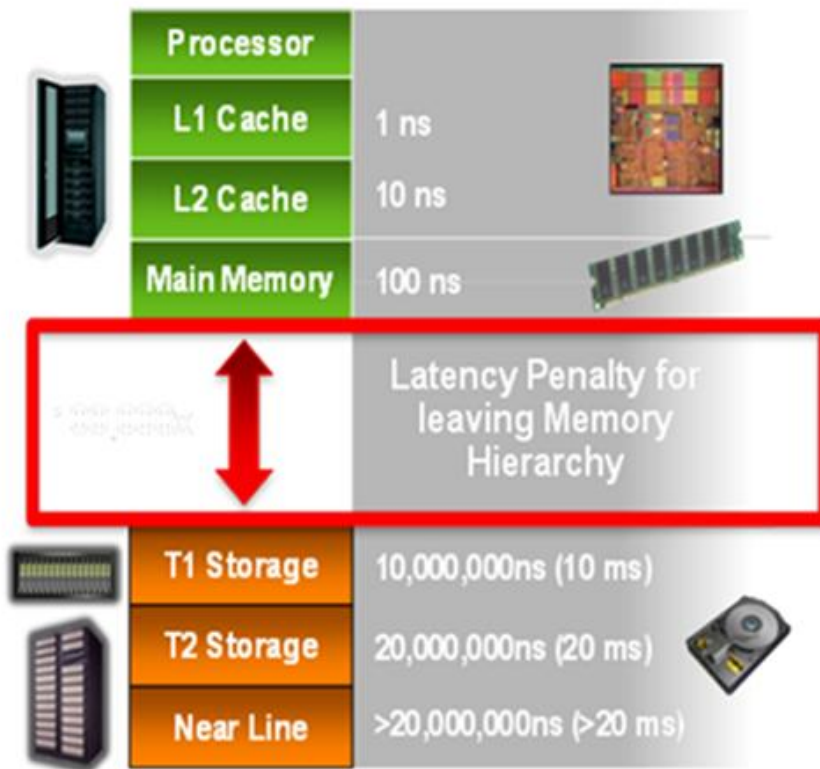 Processor
L1 Cache 1 ns
L2 Cache 10 ns
Main Memory 100 ns
Latency Penalty for
leaving Memory
Hierarchy
T1 Storage 10,000,000ns (10 ms)
T2 Storage 20,000,000ns (20 ms)
Near Line >20,000,000ns (>20 ms)